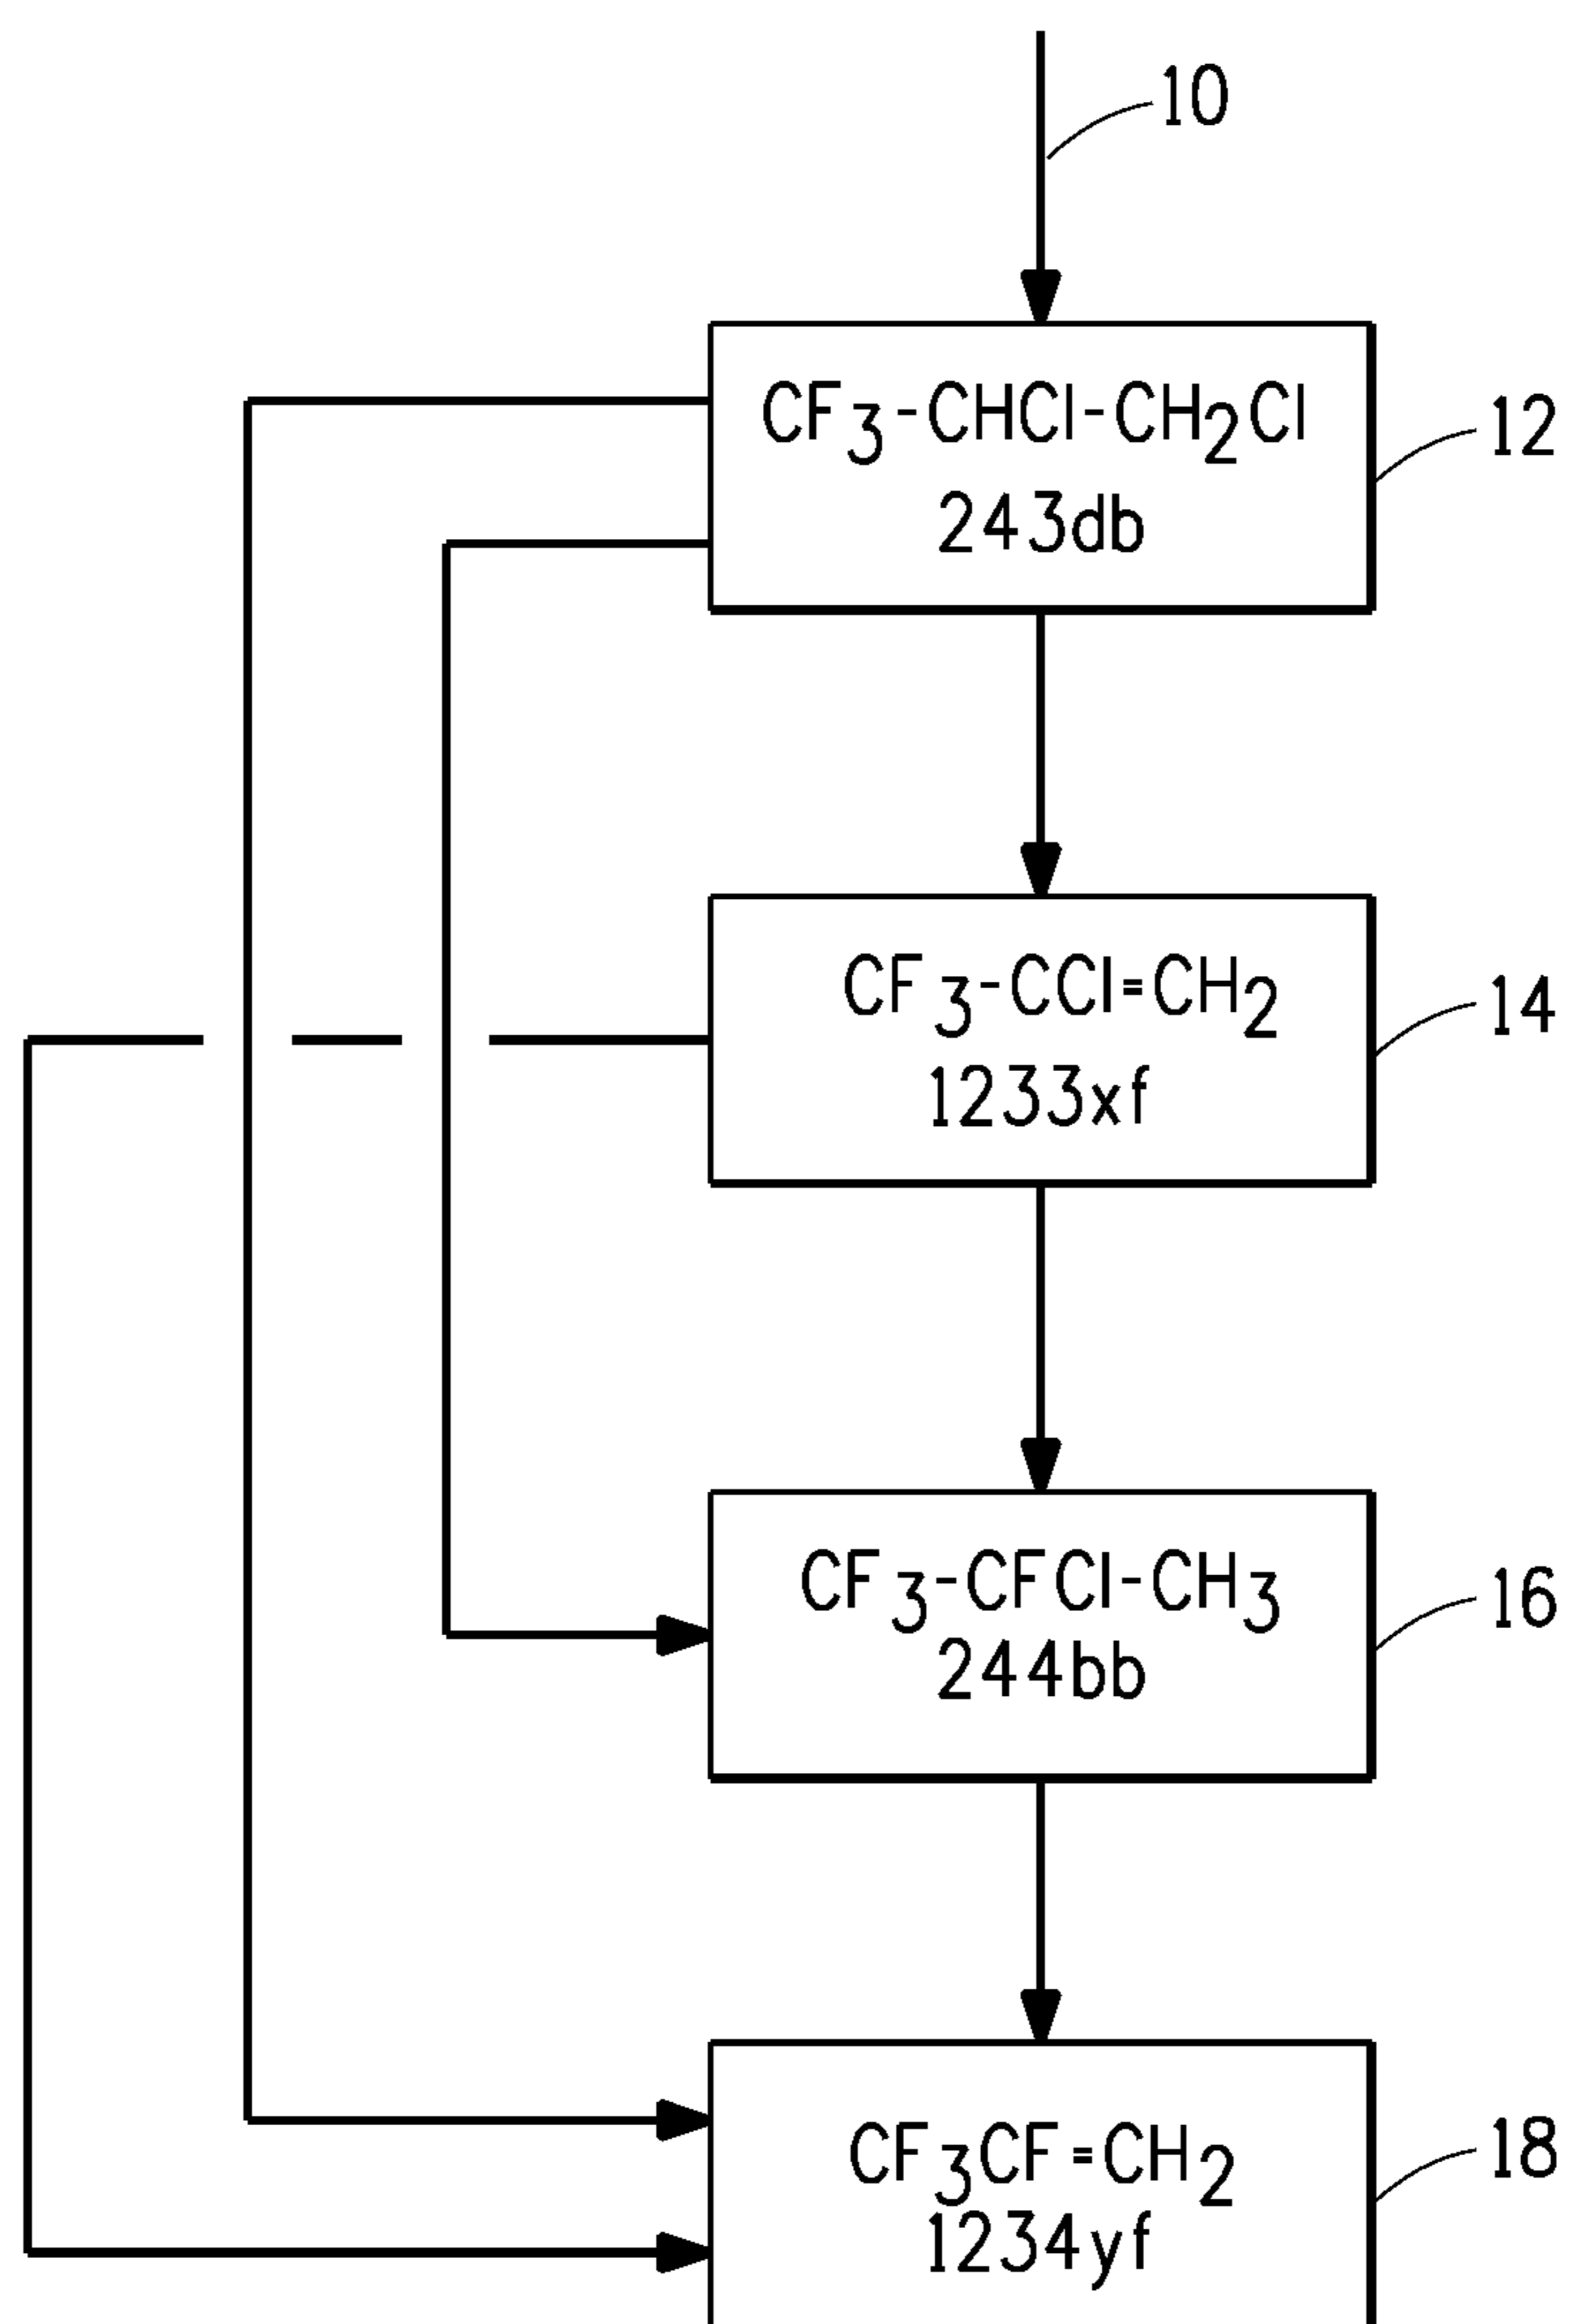 10
CF3-CHCl-CH2Cl
243db
12
CF3-CCl=CH2
1233xf
14
CF3-CFCl-CH3
244bb
16
CF3CF=CH2
1234yf
18